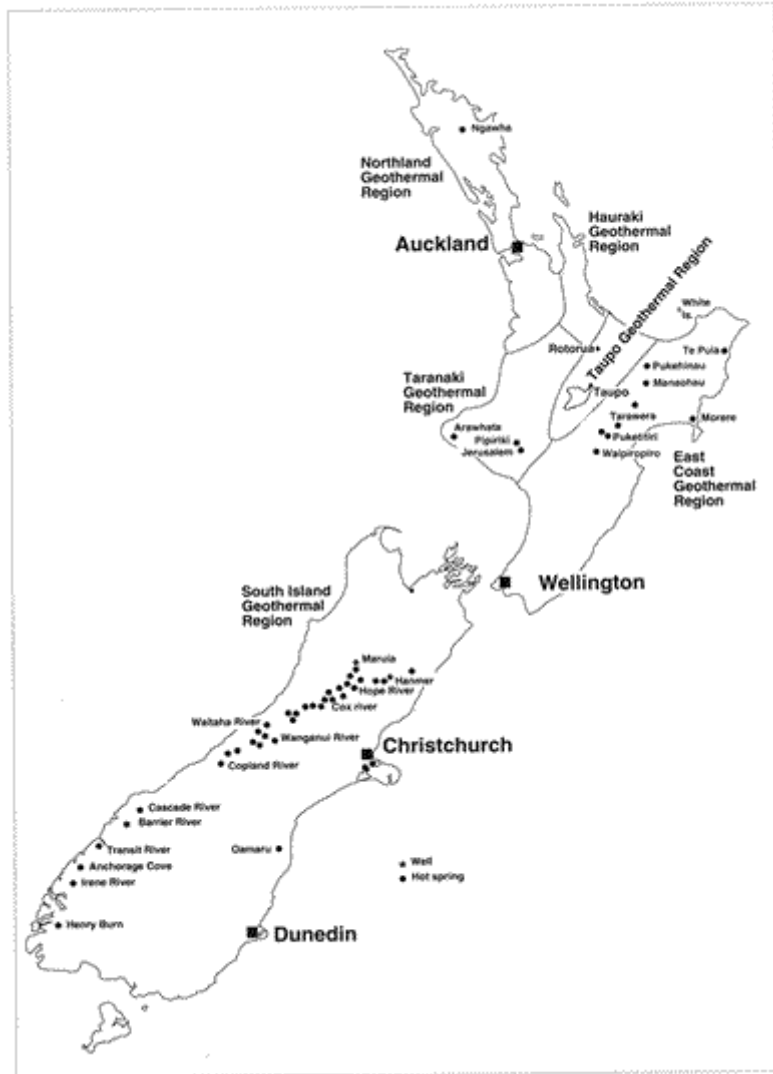 Ngawha
Northland
Geothermal
Region
Hauraki
Geothermal
Region
Auckland
Taupo Geothermal Region
White
Is.
Rotorua
Te Puia
Pukehinau
Manaohau
Taupo
Taranaki
Geothermal
Region
Tarawera
Morere
Arawhata
Pipiriki
Jerusalem
Puketitiri
Waipiropiro
East
Coast
Geothermal
Region
Wellington
South Island
Geothermal
Region
Maruia
Hanmer
Hope River
Cox river
Waitaha River
Wanganui River
Christchurch
Copland River
Cascade River
Barrier River
Transit River
Oamaru
Anchorage Cove
Irene River
Well
Hot spring
Henry Burn
Dunedin